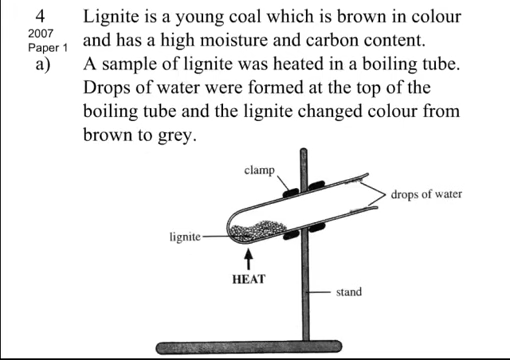 4 Lignite is a young coal which is brown in colour
2007
Paper 1 and has a high moisture and carbon content.
a) A sample of lignite was heated in a boiling tube.
Drops of water were formed at the top of the
boiling tube and the lignite changed colour from
brown to grey.
clamp
drops of water
lignite
HEAT
stand